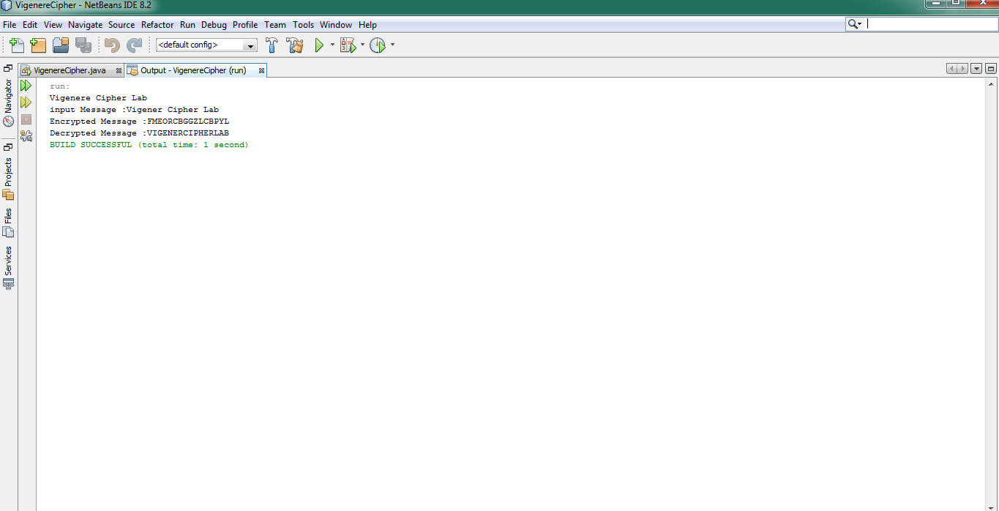 VigenereCipher - NetBeans IDE 8.2
File Edit View Navigate Source Refactor Run Debug Profile Team Tools Window Help
<default config>
VigenereCipher.java Output - VigenereCipher (run)
Navigator
Projects
Files
Services
run:
Vigenere Cipher Lab
input Message :Vigener Cipher Lab
Encrypted Message :FMEORCBGGZLCBPYL
Decrypted Message :VIGENERCIPHERLAB
BUILD SUCCESSFUL (total time: 1 second)